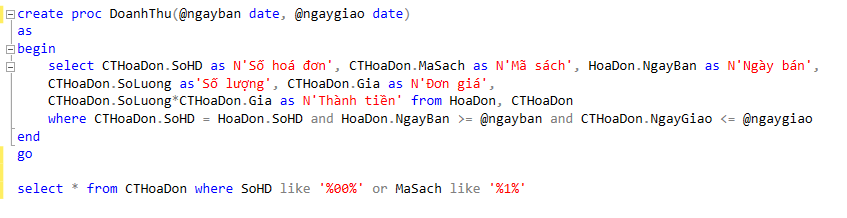 create proc DoanhThu(@ngayban date, @ngaygiao date)
as
begin
select CTHoaDon.SoHD as N'Số hoá đơn', CTHoaDon.MaSach as N'Mã sách', HoaDon.NgayBan as N'Ngày bán',
CTHoaDon.SoLuong as'Số lượng', CTHoaDon.Gia as N'Đơn giá',
CTHoaDon.SoLuong*CTHoaDon.Gia as N'Thành tiền' from HoaDon, CTHoaDon
where CTHoaDon.SoHD = HoaDon.SoHD and HoaDon.NgayBan >= @ngayban and CTHoaDon.NgayGiao <= @ngaygiao
end
go
select * from CTHoaDon where SoHD like '%00%' or MaSach like '%1%'